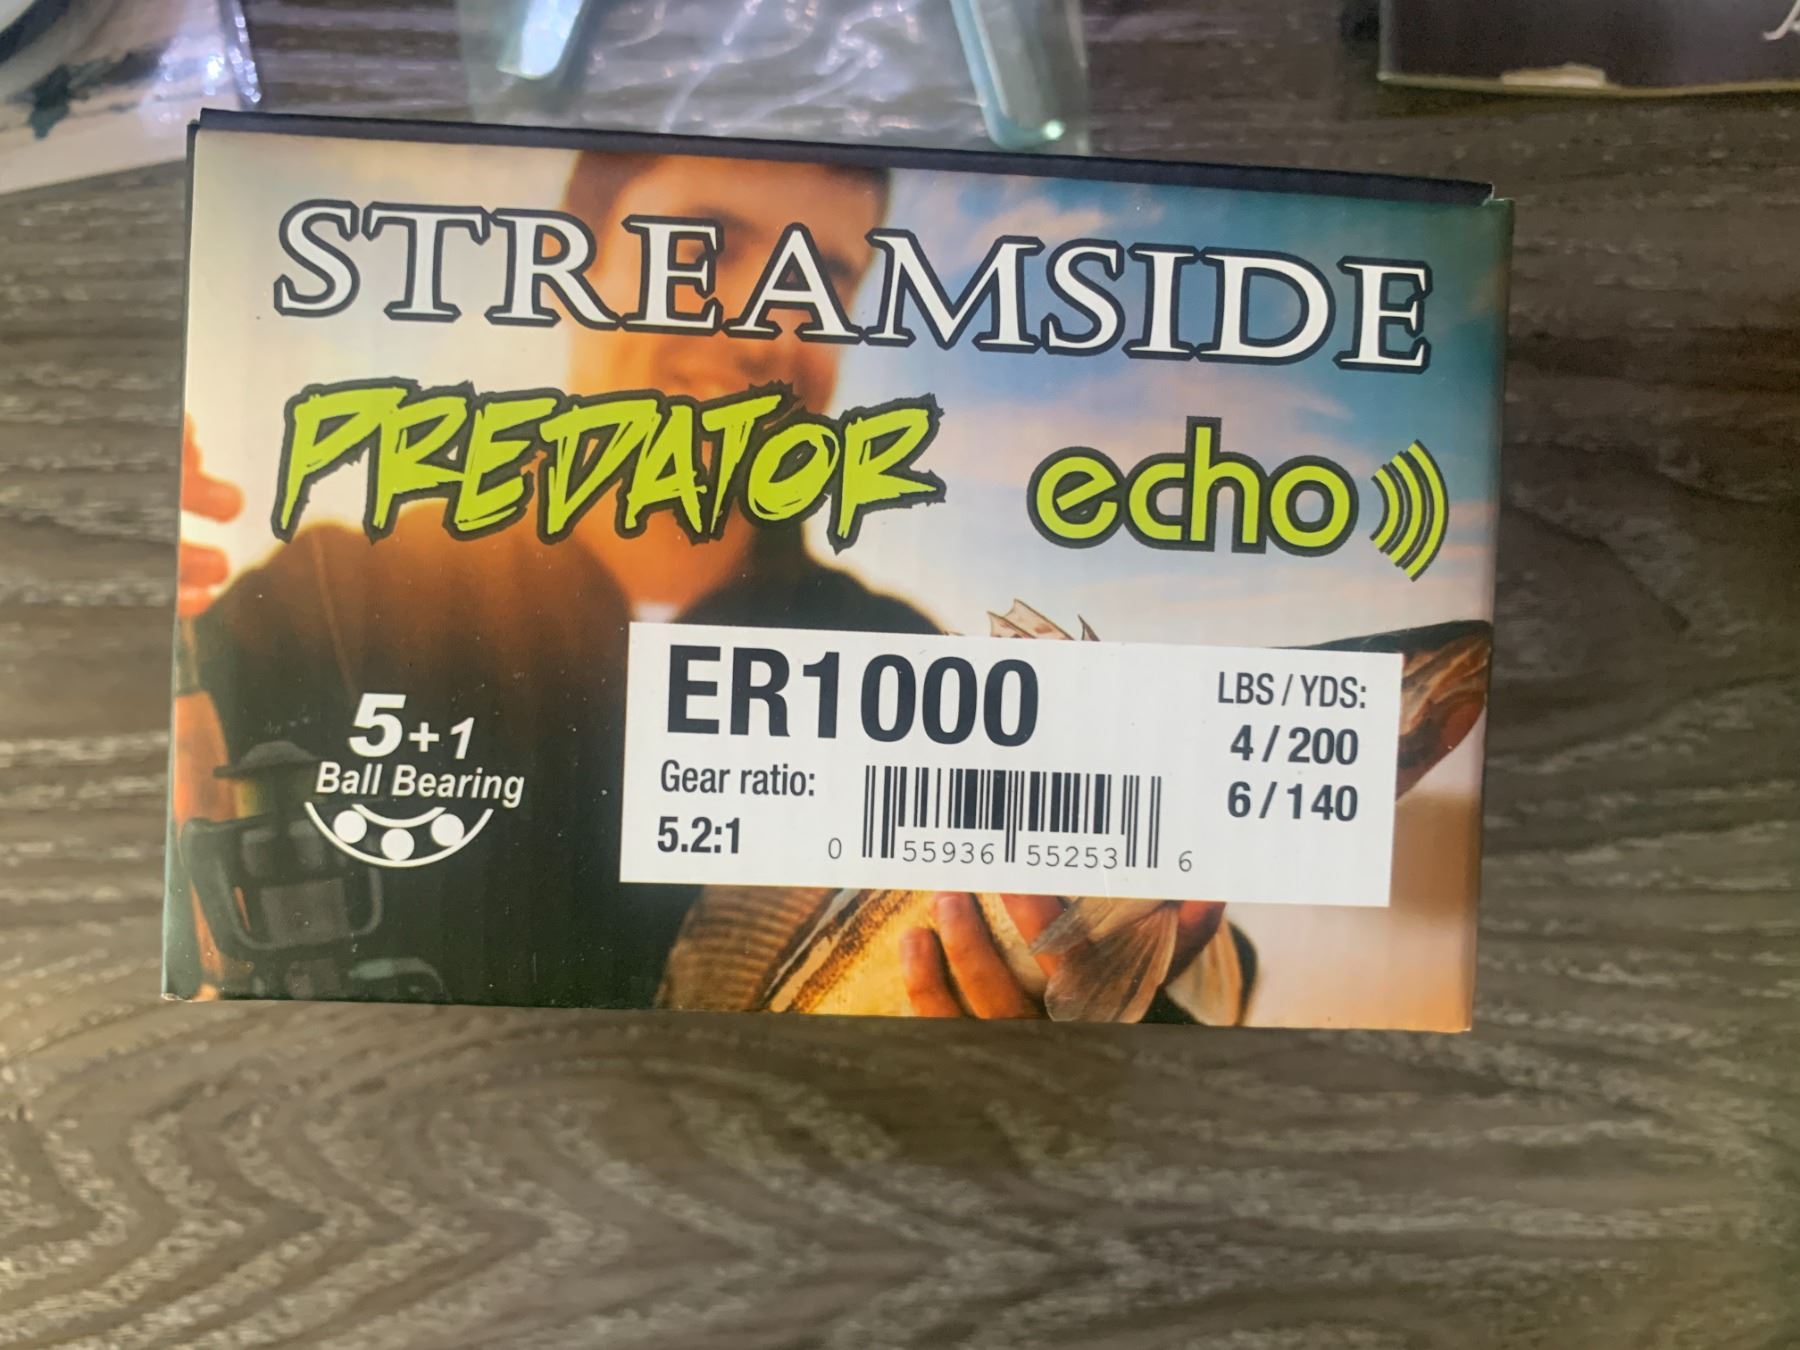 STREAMSIDE
PREDATOR echo
5+1
Ball Bearing
ER1000
Gear ratio:
5.2:1
0 55936 55253 6
LBS / YDS:
4 / 200
6 / 140